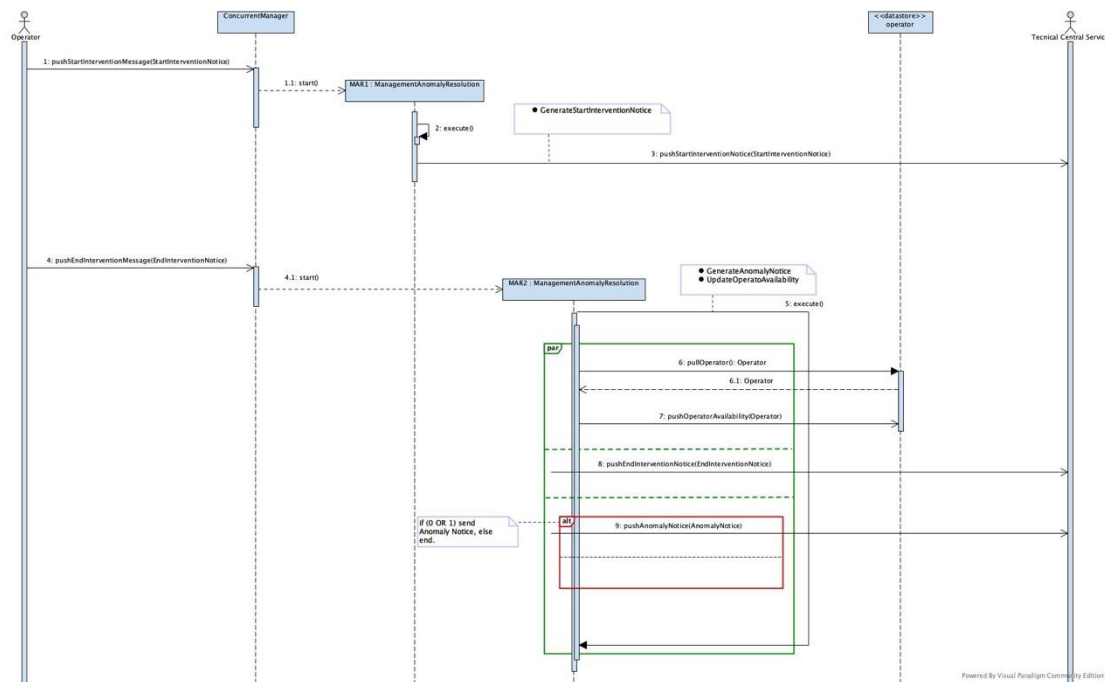 Operator
ConcurrentManager
<<datastore>>
operator
Tecnical Central Servic
1: pushStartInterventionMessage(StartInterventionNotice)
1.1: start()
MAR1 : ManagementAnomalyResolution
2: execute()
GenerateStartInterventionNotice
3: pushStartInterventionNotice(StartInterventionNotice)
4: pushEndInterventionMessage(EndInterventionNotice)
4.1: start()
MAR2 : ManagementAnomalyResolution
GenerateAnomalyNotice
UpdateOperatoAvailability
5: execute()
par
6: pullOperator(): Operator
6.1: Operator
7: pushOperatorAvailability(Operator)
8: pushEndInterventionNotice(EndInterventionNotice)
If (0 OR 1) send
Anomaly Notice, else
end.
alt
9: pushAnomalyNotice(AnomalyNotice)
Powered By Visual Paradigm Community Edition